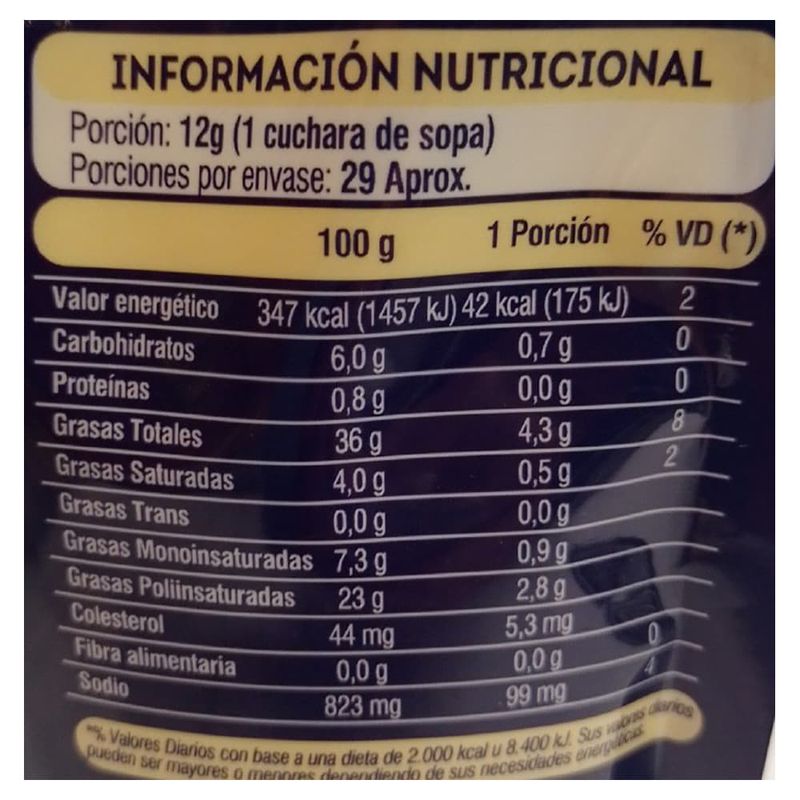 INFORMACIÓN NUTRICIONAL
Porción: 12g (1 cuchara de sopa)
Porciones por envase: 29 Aprox.
100 g 1 Porción % VD (*)
Valor energético 347 kcal (1457 kJ) 42 kcal (175 kJ) 2
Carbohidratos 6,0 g 0,7 g 0
Proteínas 0,8 g 0,0 g 0
Grasas Totales 36 g 4,3 g 8
Grasas Saturadas 4,0 g 0,5 g 2
Grasas Trans 0,0 g 0,0 g
Grasas Monoinsaturadas 7,3 g 0,9 g
Grasas Poliinsaturadas 23 g 2,8 g
Colesterol 44 mg 5,3 mg
Fibra alimentaria 0,0 g 0,0 g 0
Sodio 823 mg 99 mg 4
*% Valores Diarios con base a una dieta de 2.000 kcal u 8.400 kJ. Sus valores diarios
pueden ser mayores o menores dependiendo de sus necesidades energéticas.